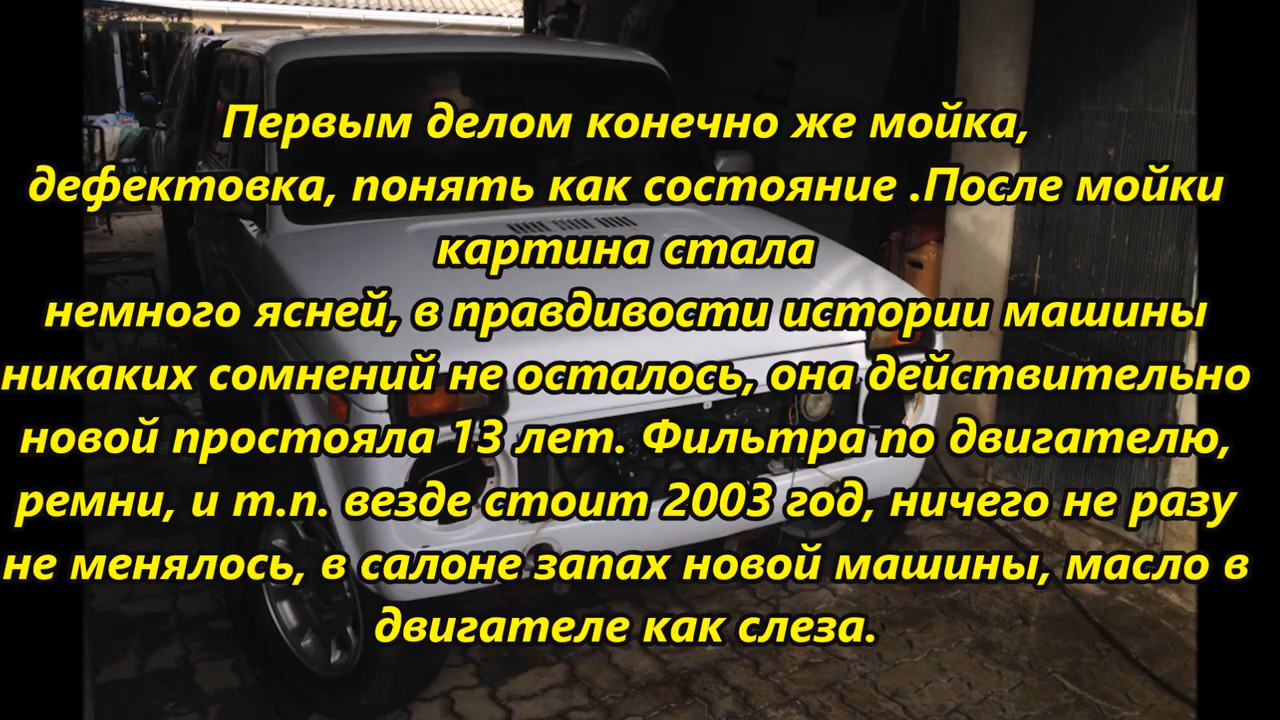 Первым делом конечно же мойка,
дефектовка, понять как состояние .После мойки
картина стала
немного ясней, в правдивости истории машины
никаких сомнений не осталось, она действительно
новой простояла 13 лет. Фильтра по двигателю,
ремни, и т.п. везде стоит 2003 год, ничего не разу
не менялось, в салоне запах новой машины, масло в
двигателе как слеза.